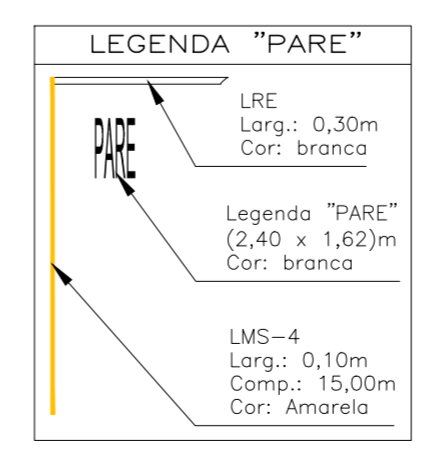 LEGENDA "PARE"
LRE
Larg.: 0,30m
Cor: branca
PARE
Legenda "PARE"
(2,40 x 1,62)m
Cor: branca
LMS-4
Larg.: 0,10m
Comp.: 15,00m
Cor: Amarela